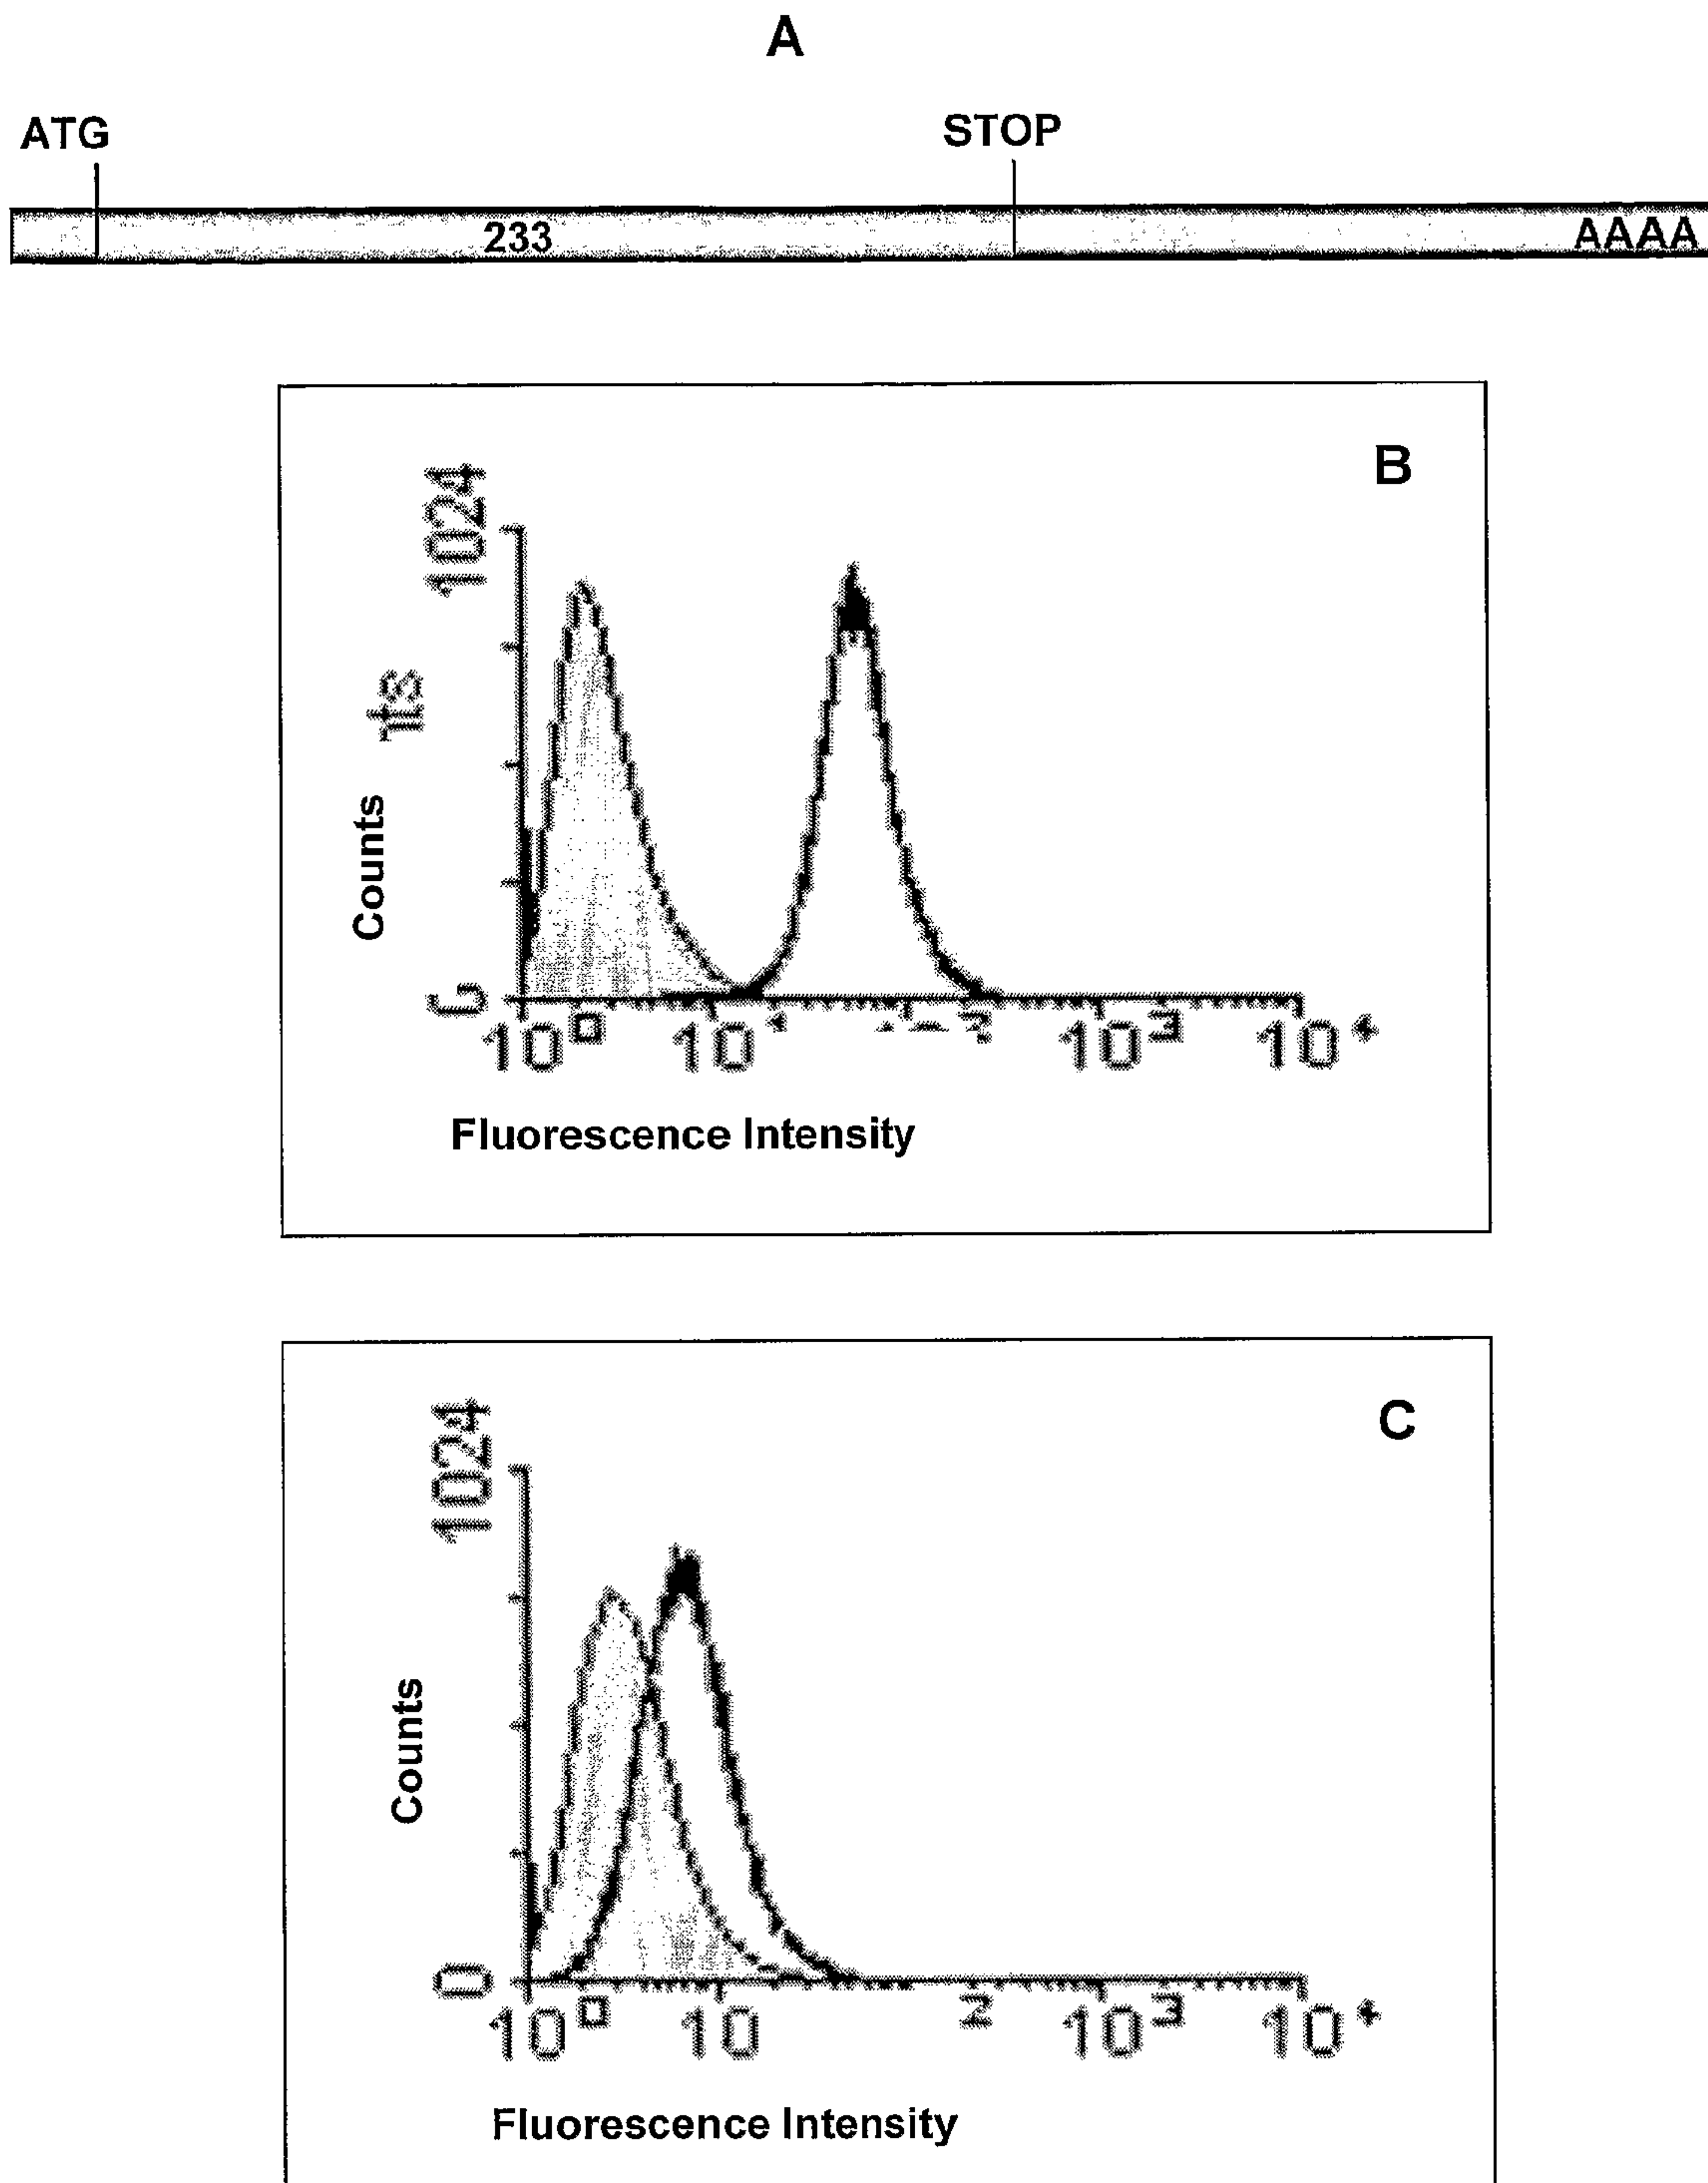 A
ATG STOP
233 AAAA
B
1024
Counts
10⁰ 10¹ 10³ 10⁴
Fluorescence Intensity
C
1024
Counts
0
10⁰ 10 2 10³ 10⁴
Fluorescence Intensity